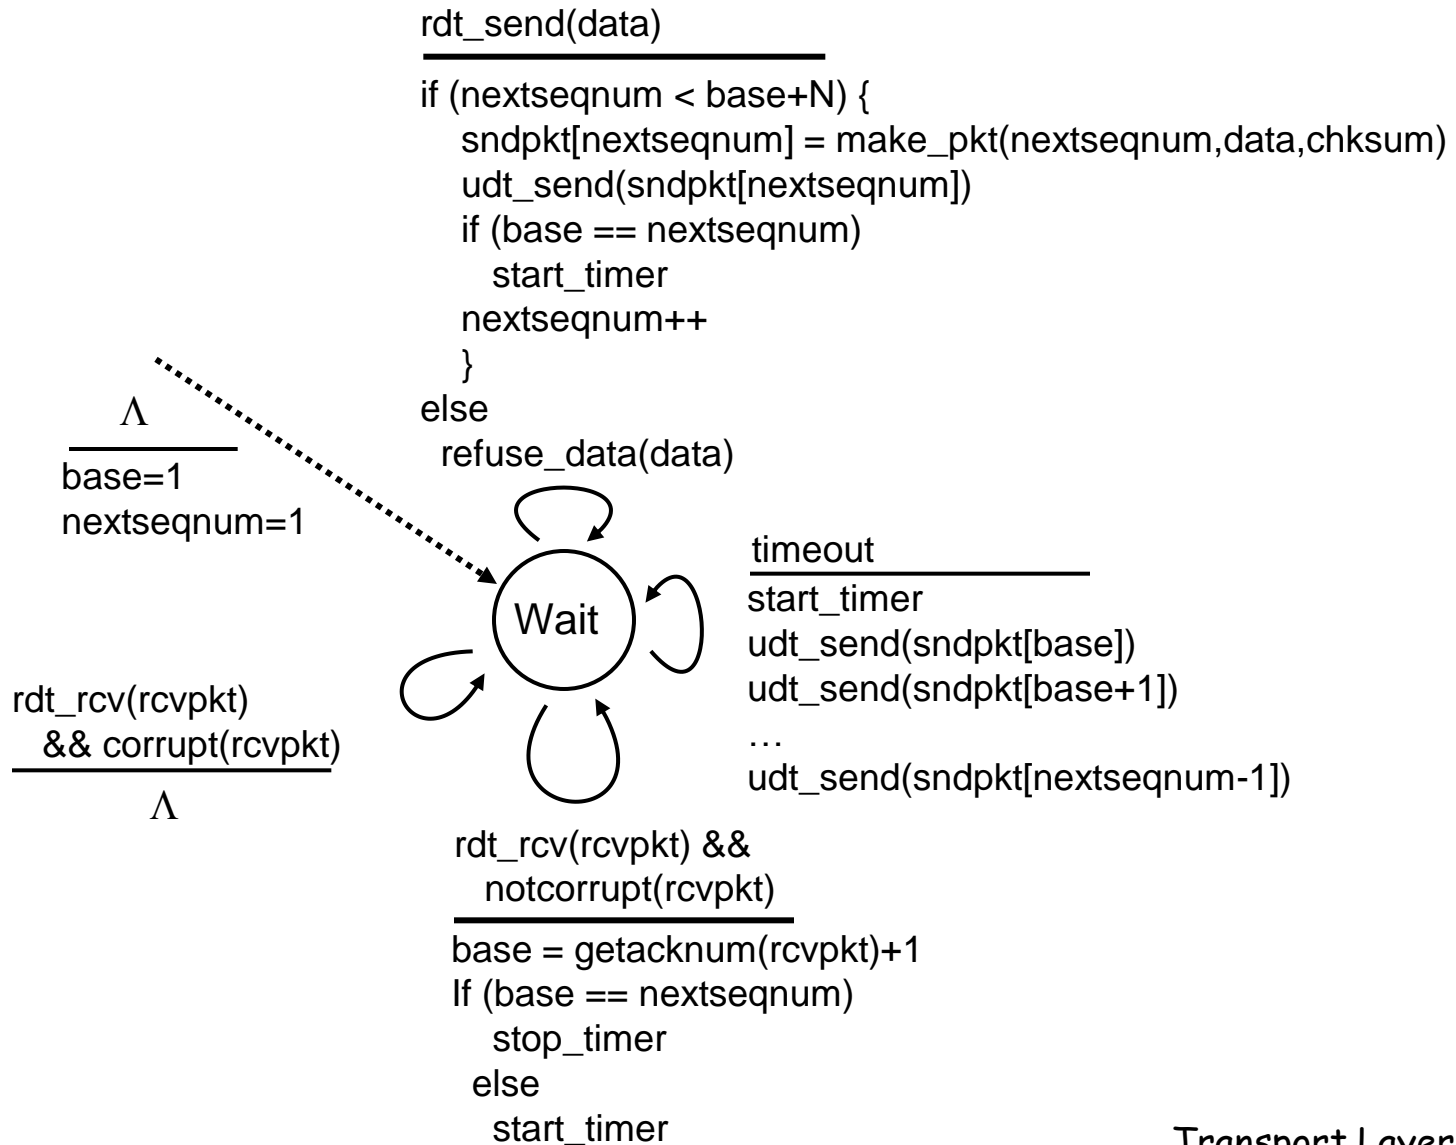 rdt_send(data)
if (nextseqnum < base+N) {
sndpkt[nextseqnum] = make_pkt(nextseqnum,data,chksum)
udt_send(sndpkt[nextseqnum])
if (base == nextseqnum)
start_timer
nextseqnum++
}
else
refuse_data(data)
Λ
base=1
nextseqnum=1
Wait
timeout
start_timer
udt_send(sndpkt[base])
udt_send(sndpkt[base+1])
…
udt_send(sndpkt[nextseqnum-1])
rdt_rcv(rcvpkt)
&& corrupt(rcvpkt)
Λ
rdt_rcv(rcvpkt) &&
notcorrupt(rcvpkt)
base = getacknum(rcvpkt)+1
If (base == nextseqnum)
stop_timer
else
start_timer
Transport Layer